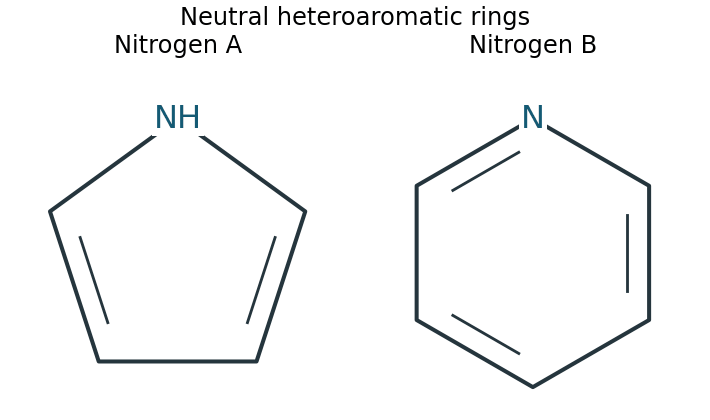 Neutral heteroaromatic rings
Nitrogen A
Nitrogen B
NH
N